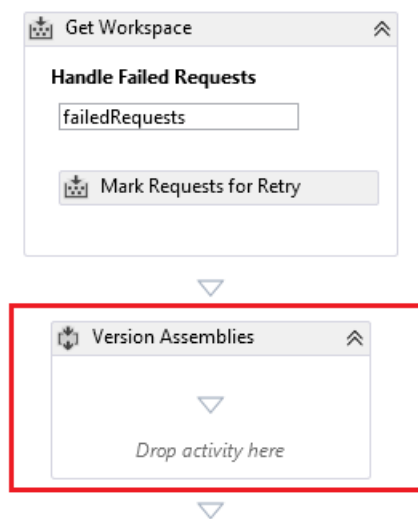 Get Workspace
Handle Failed Requests
failedRequests
Mark Requests for Retry
Version Assemblies
Drop activity here